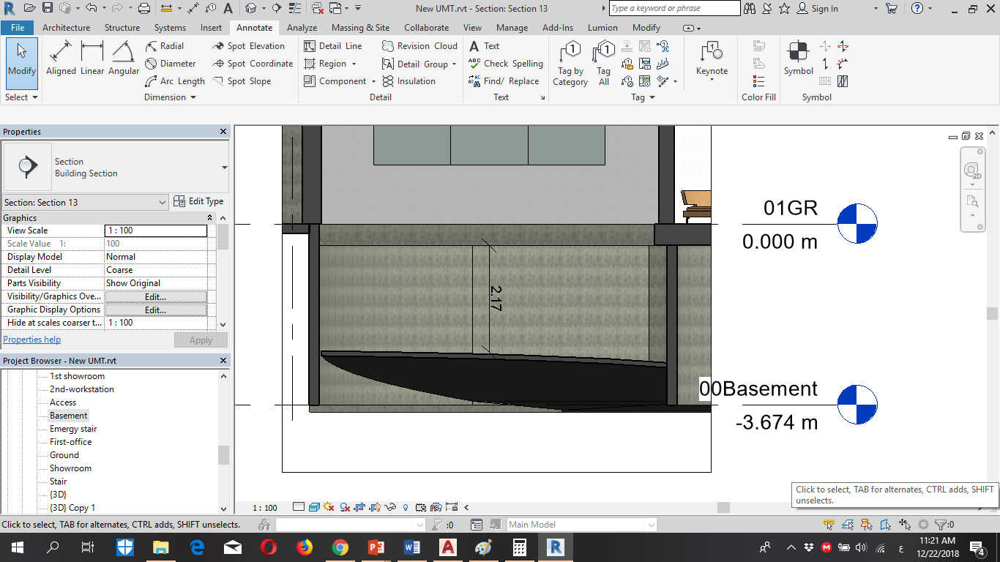 New UMT.rvt - Section: Section 13
Type a keyword or phrase
Sign In
File Architecture Structure Systems Insert Annotate Analyze Massing & Site Collaborate View Manage Add-Ins Lumion Modify
Modify
Select
Aligned Linear Angular
Radial
Diameter
Arc Length
Spot Elevation
Spot Coordinate
Spot Slope
Dimension
Detail Line
Region
Component
Revision Cloud
Detail Group
Insulation
Detail
Text
Check Spelling
Find/ Replace
Text
Tag by
Category
Tag
All
Tag
Keynote
Color Fill
Symbol
Symbol
Properties
Section
Building Section
Section: Section 13
Edit Type
Graphics
View Scale 1 : 100
Scale Value 1: 100
Display Model Normal
Detail Level Coarse
Parts Visibility Show Original
Visibility/Graphics Ove... Edit...
Graphic Display Options Edit...
Hide at scales coarser t... 1 : 100
Properties help
Apply
Project Browser - New UMT.rvt
1st showroom
2nd-workstation
Access
Basement
Emergy stair
First-office
Ground
Showroom
Stair
{3D}
{3D} Copy 1
2.17
2D
01GR
0.000 m
00Basement
-3.674 m
Click to select, TAB for alternates, CTRL adds, SHIFT
unselects.
1 : 100
Click to select, TAB for alternates, CTRL adds, SHIFT unselects.
:0
Main Model
:0
11:21 AM
12/22/2018
ع
4